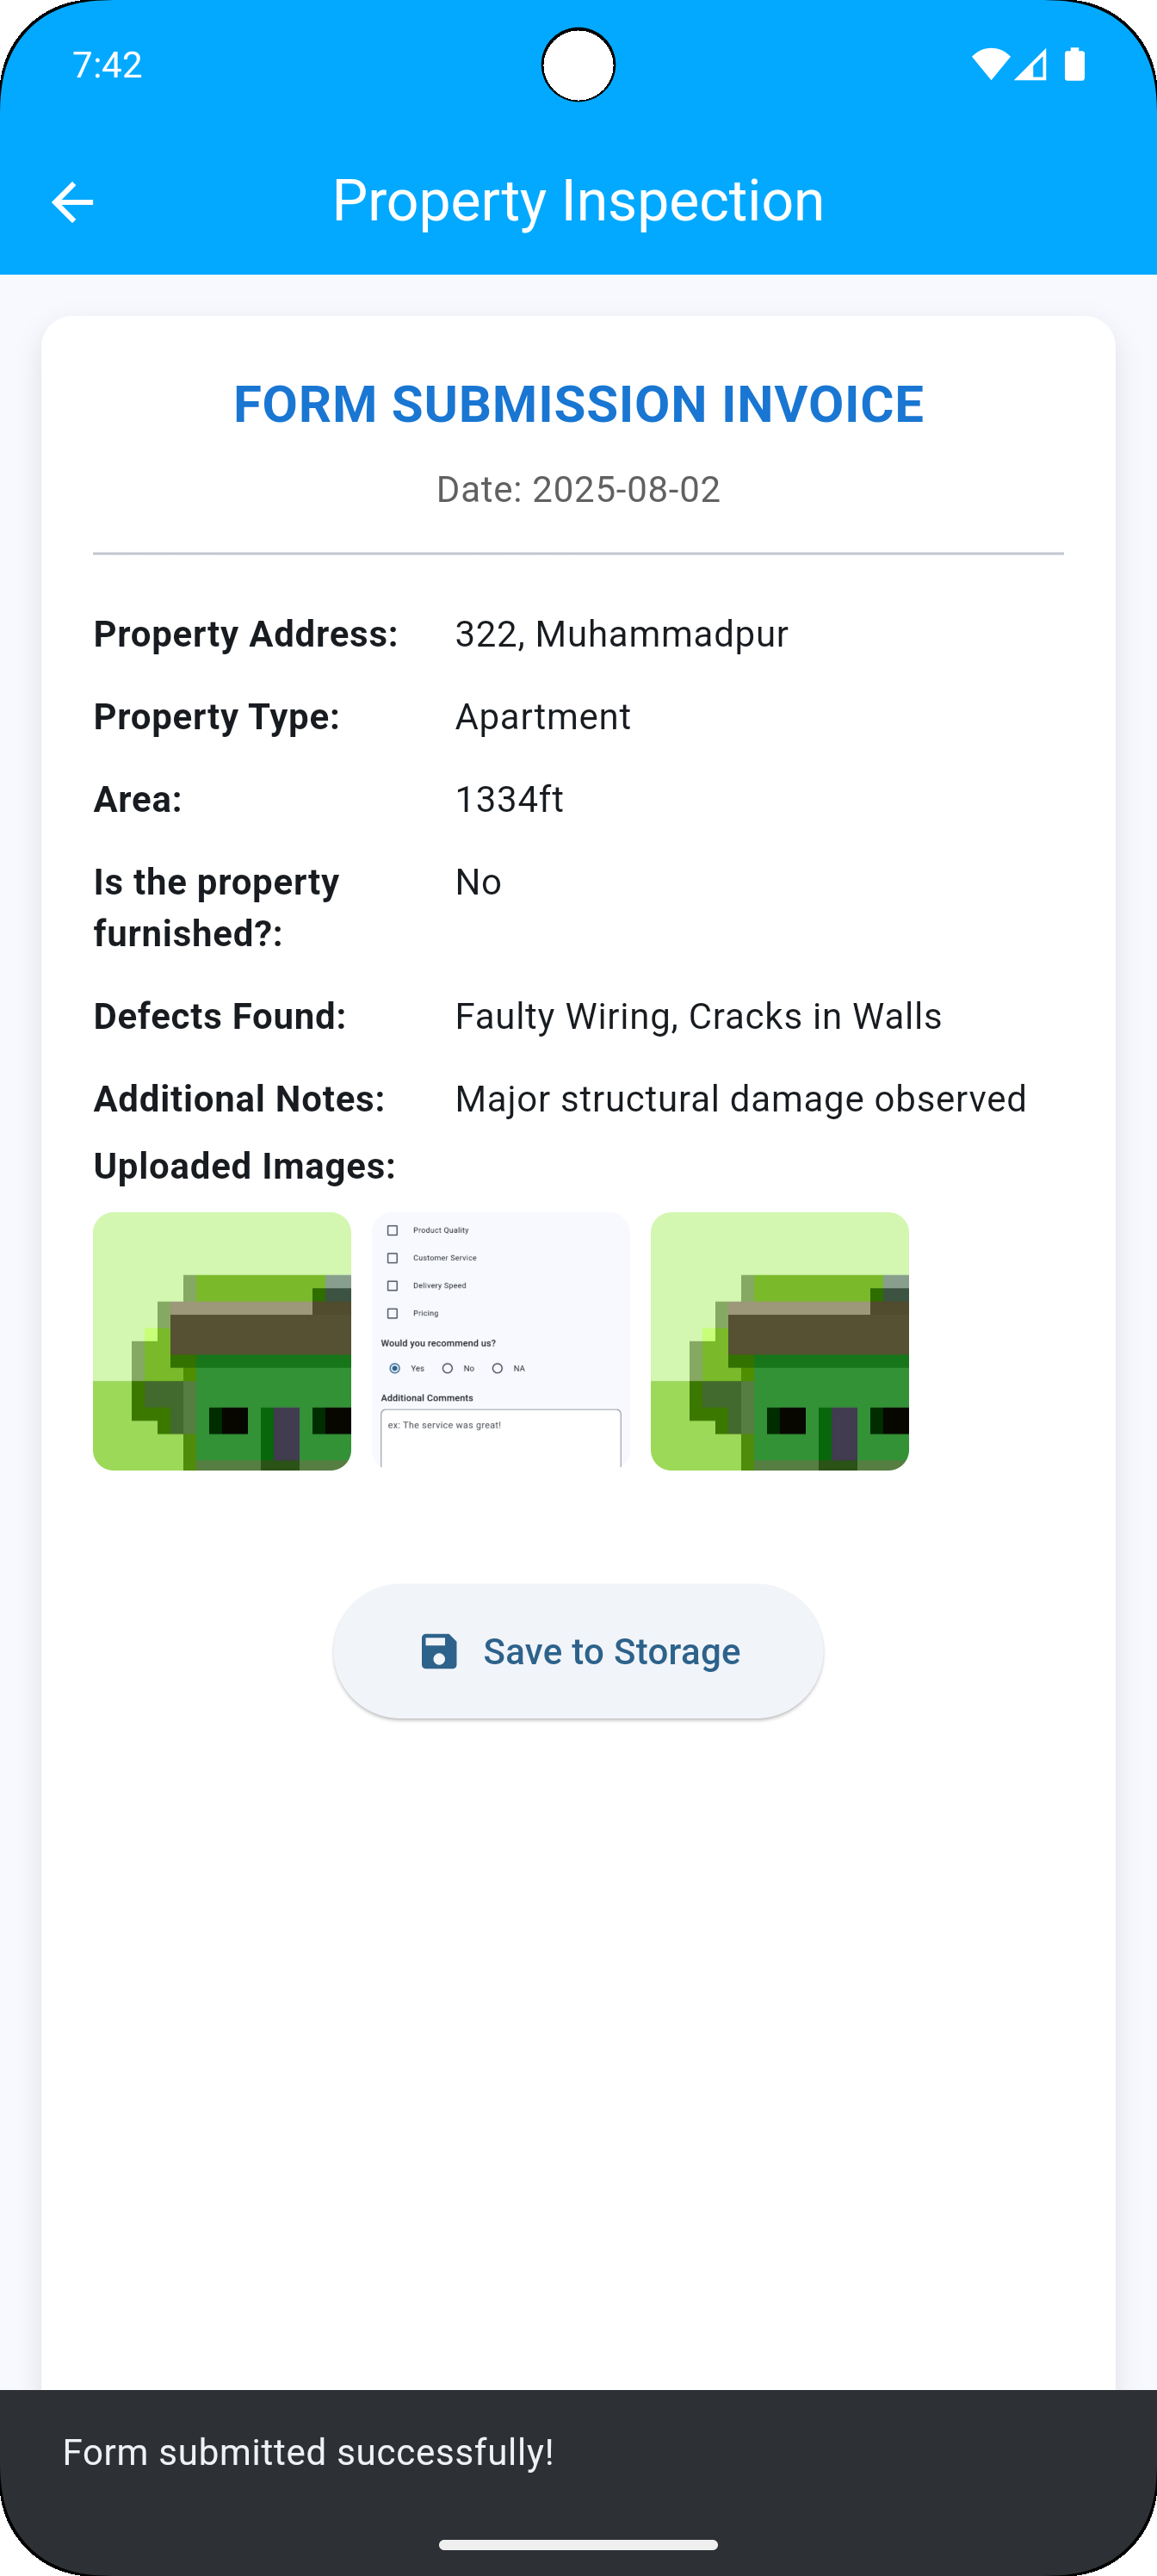 7:42
Property Inspection
FORM SUBMISSION INVOICE
Date: 2025-08-02
Property Address: 322, Muhammadpur
Property Type: Apartment
Area: 1334ft
Is the property No
furnished?:
Defects Found: Faulty Wiring, Cracks in Walls
Additional Notes: Major structural damage observed
Uploaded Images:
Product Quality
Customer Service
Delivery Speed
Pricing
Would you recommend us?
Yes No NA
Additional Comments
ex: The service was great!
Save to Storage
Form submitted successfully!